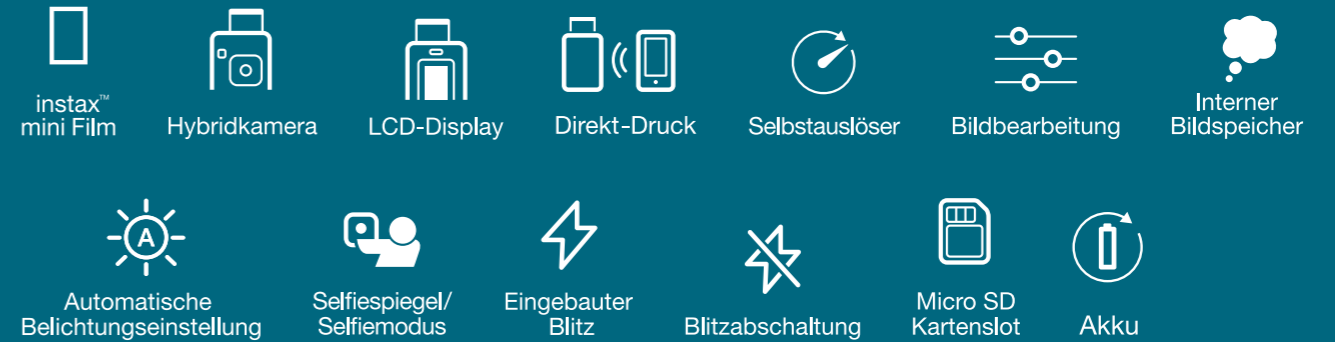 instax™
mini Film
Hybridkamera
LCD-Display
Direkt-Druck
Selbstauslöser
Bildbearbeitung
Interner
Bildspeicher
A
Automatische
Belichtungseinstellung
Selfiespiegel/
Selfiemodus
Eingebauter
Blitz
Blitzabschaltung
Micro SD
Kartenslot
Akku